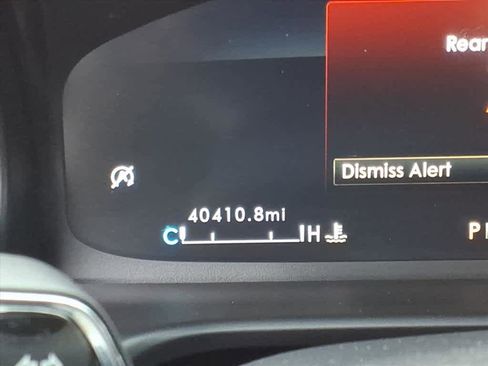 Rear
Dismiss Alert
A
40410.8mi
C H P